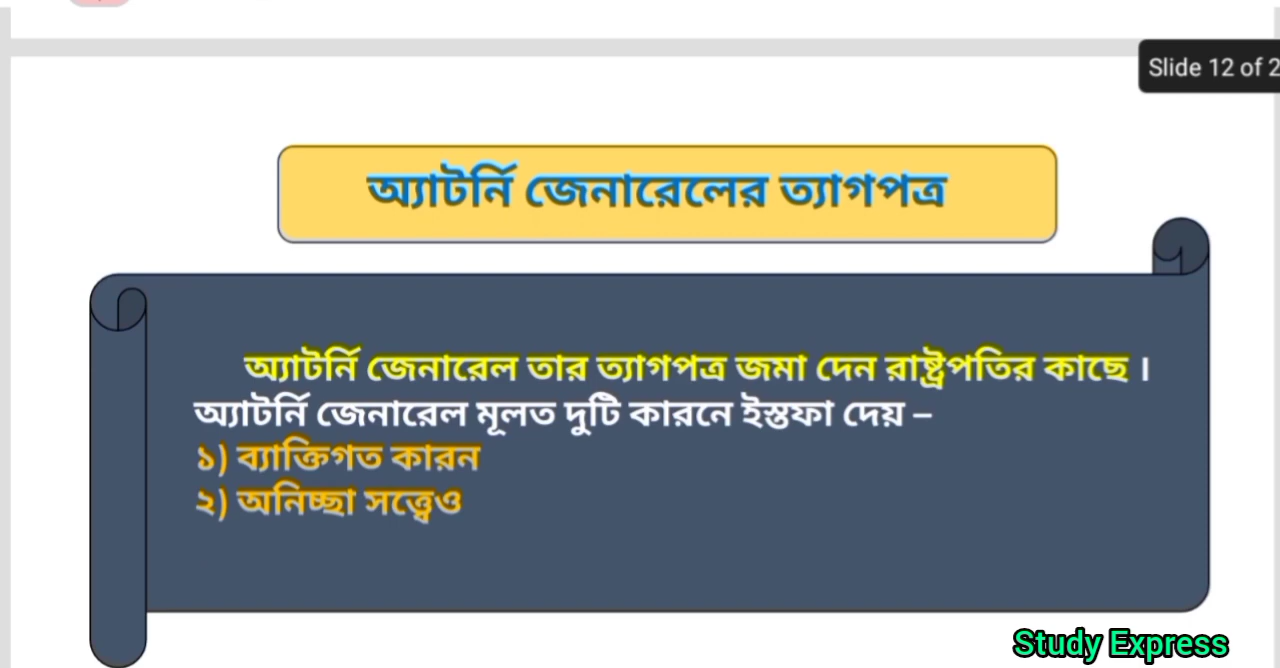 Slide 12 of 2
অ্যাটর্নি জেনারেলের ত্যাগপত্র
অ্যাটর্নি জেনারেল তার ত্যাগপত্র জমা দেন রাষ্ট্রপতির কাছে ।
অ্যাটর্নি জেনারেল মূলত দুটি কারনে ইস্তফা দেয় –
১) ব্যাক্তিগত কারন
২) অনিচ্ছা সত্ত্বেও
Study Express